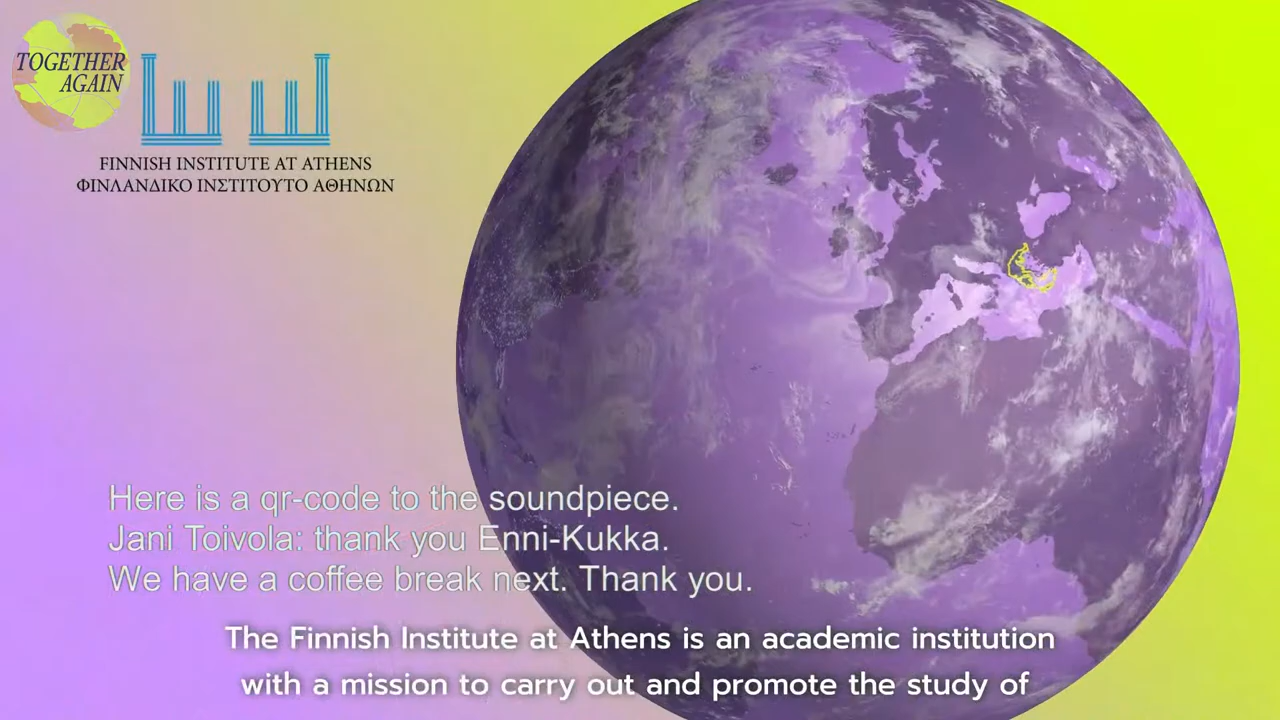 TOGETHER
AGAIN
FINNISH INSTITUTE AT ATHENS
ΦΙΝΛΑΝΔΙΚΟ ΙΝΣΤΙΤΟΥΤΟ ΑΘΗΝΩΝ
Here is a qr-code to the soundpiece.
Jani Toivola: thank you Enni-Kukka.
We have a coffee break next. Thank you.
The Finnish Institute at Athens is an academic institution
with a mission to carry out and promote the study of